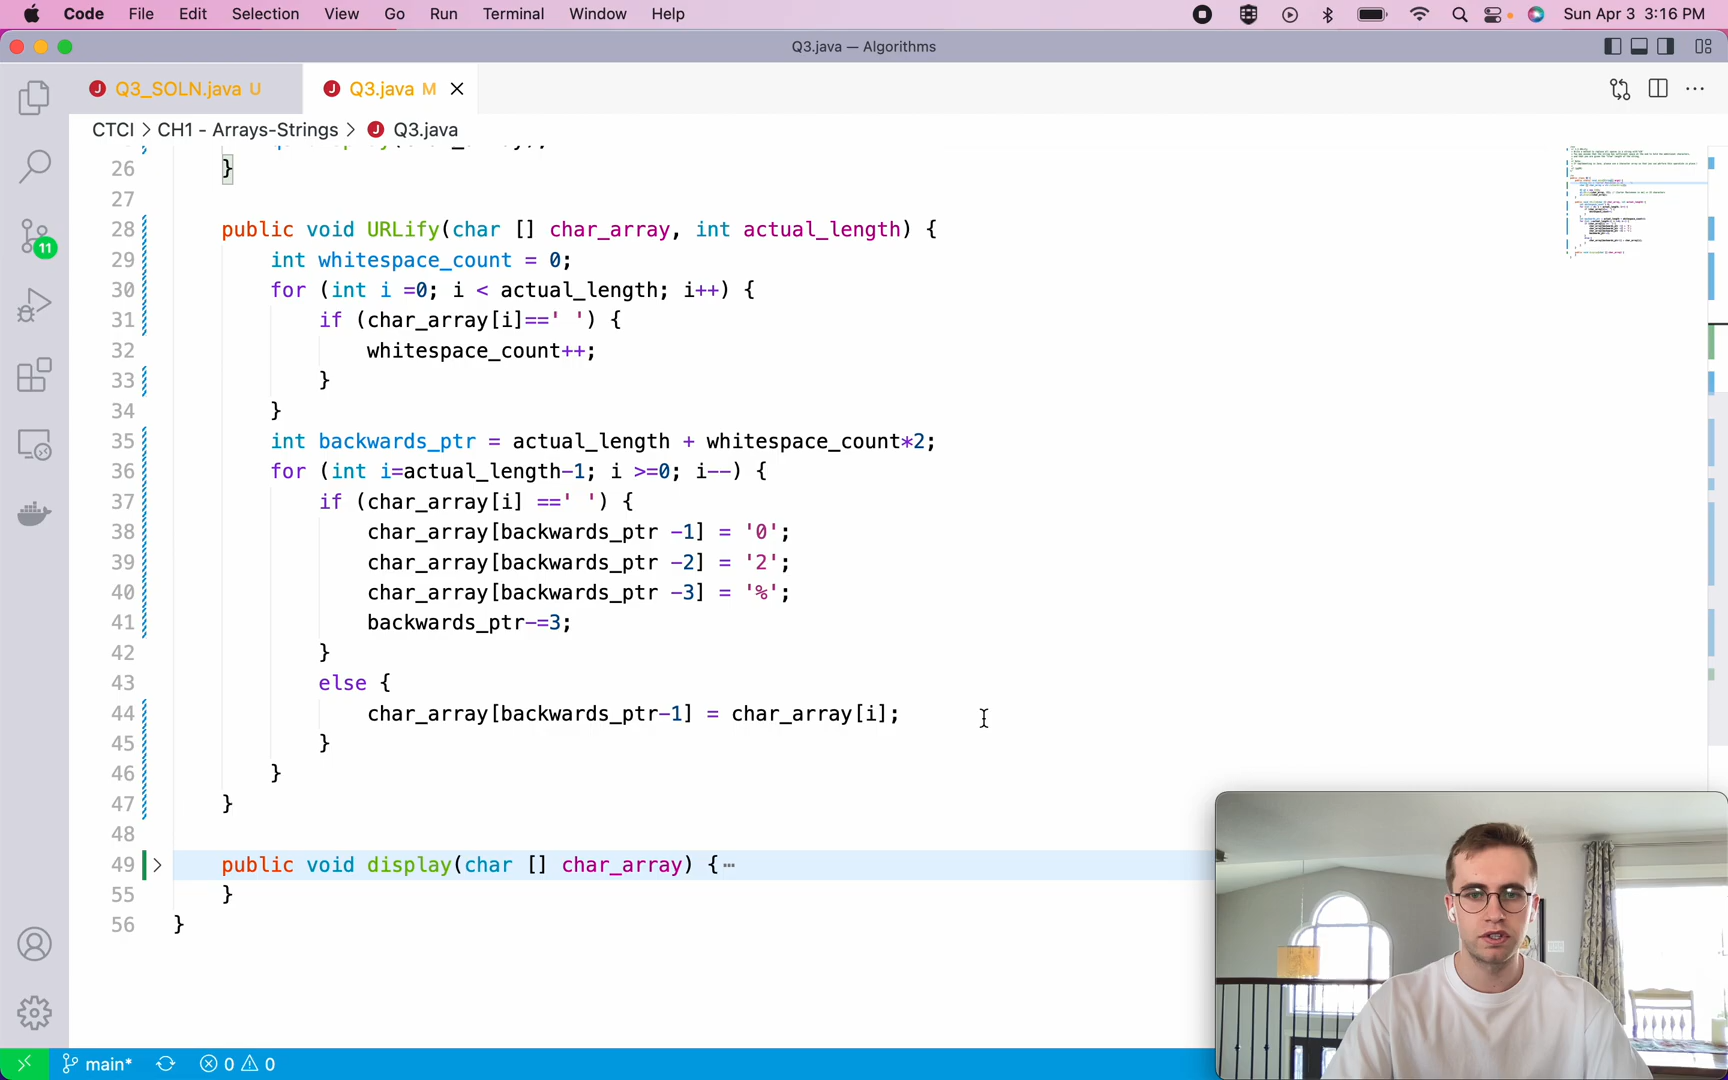 Code File Edit Selection View Go Run Terminal Window Help Sun Apr 3 3:16 PM
Q3.java — Algorithms
Q3_SOLN.java U Q3.java M
CTCI > CH1 - Arrays-Strings > Q3.java
26 }
27
28 public void URLify(char [] char_array, int actual_length) {
29 int whitespace_count = 0;
30 for (int i =0; i < actual_length; i++) {
31 if (char_array[i]==' ') {
32 whitespace_count++;
33 }
34 }
35 int backwards_ptr = actual_length + whitespace_count*2;
36 for (int i=actual_length-1; i >=0; i--) {
37 if (char_array[i] ==' ') {
38 char_array[backwards_ptr -1] = '0';
39 char_array[backwards_ptr -2] = '2';
40 char_array[backwards_ptr -3] = '%';
41 backwards_ptr-=3;
42 }
43 else {
44 char_array[backwards_ptr-1] = char_array[i];
45 }
46 }
47 }
48
49 public void display(char [] char_array) {⋯
55 }
56 }
11
main* 0 0